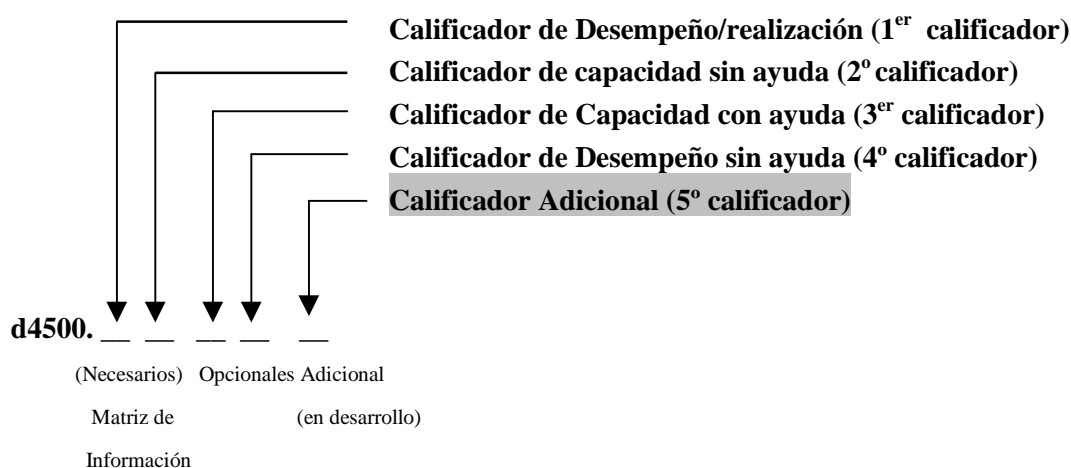 Calificador de Desempeño/realización (1er calificador)
Calificador de capacidad sin ayuda (2º calificador)
Calificador de Capacidad con ayuda (3er calificador)
Calificador de Desempeño sin ayuda (4º calificador)
Calificador Adicional (5º calificador)
d4500. __ __ __ __ __
(Necesarios) Opcionales Adicional
Matriz de (en desarrollo)
Información